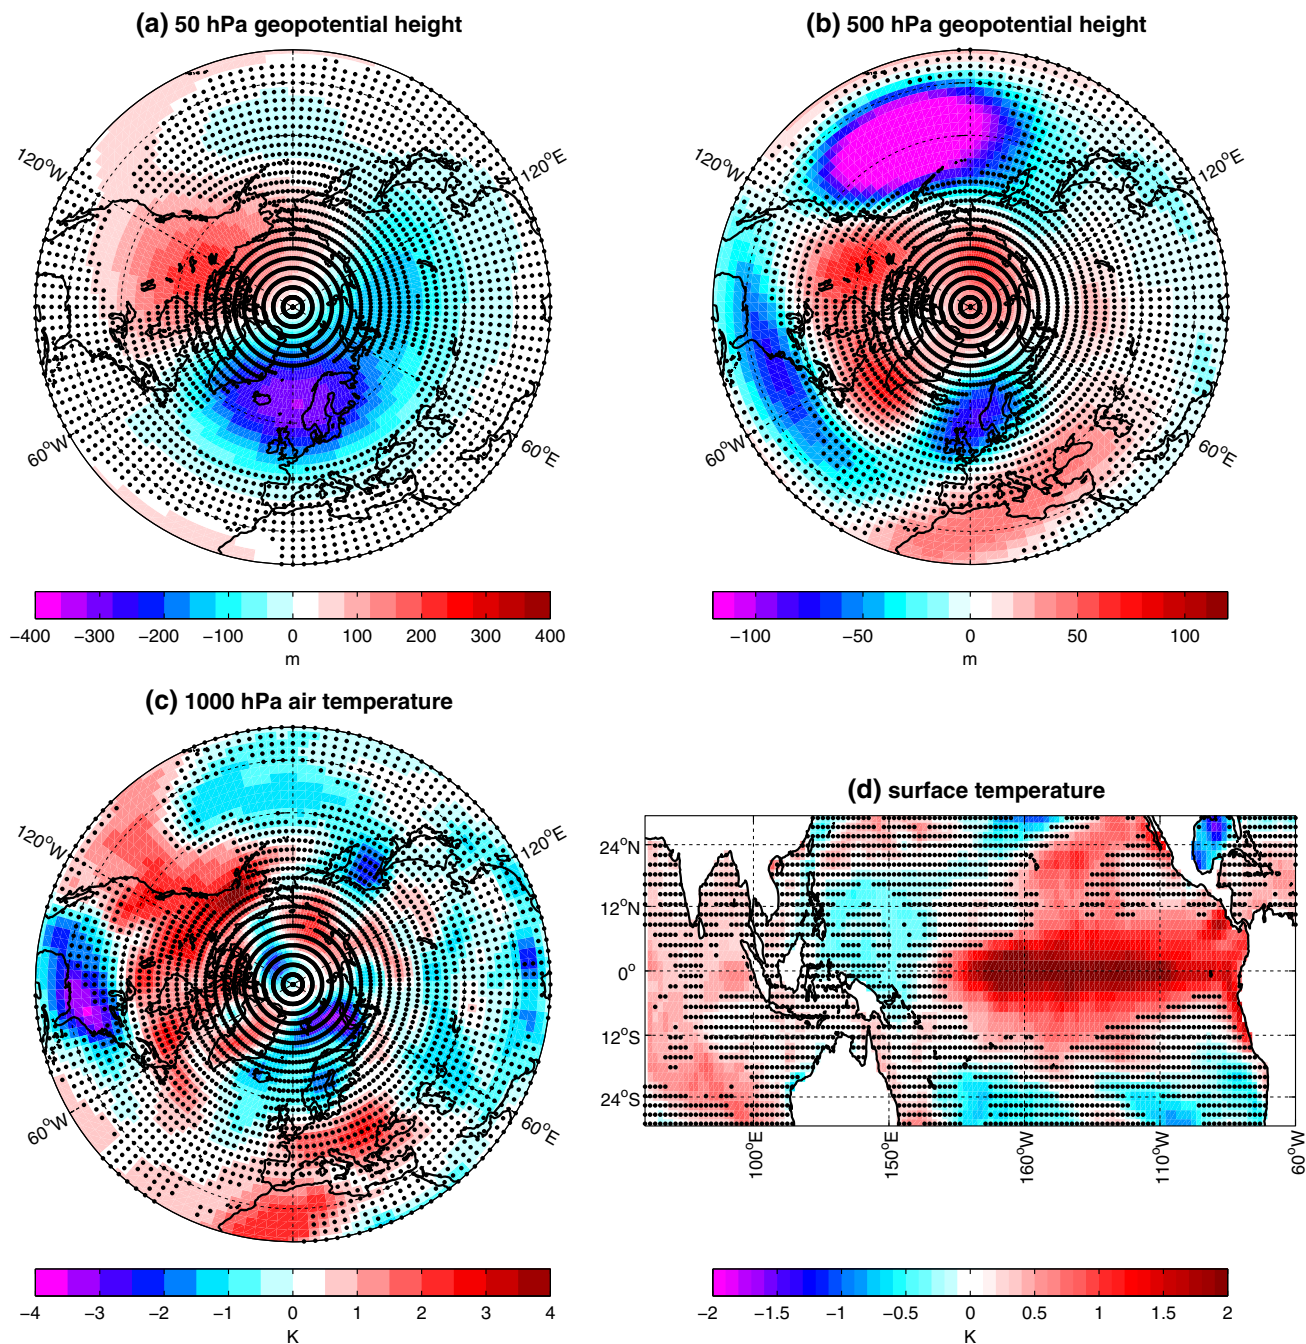 (a) 50 hPa geopotential height
(b) 500 hPa geopotential height
120°W
120°E
60°W
60°E
120°W
120°E
60°W
60°E
−400 −300 −200 −100 0 100 200 300 400
m
−100 −50 0 50 100
m
(c) 1000 hPa air temperature
(d) surface temperature
120°W
120°E
60°W
60°E
24°N
12°N
0°
12°S
24°S
100°E
150°E
160°W
110°W
60°W
−4 −3 −2 −1 0 1 2 3 4
K
−2 −1.5 −1 −0.5 0 0.5 1 1.5 2
K